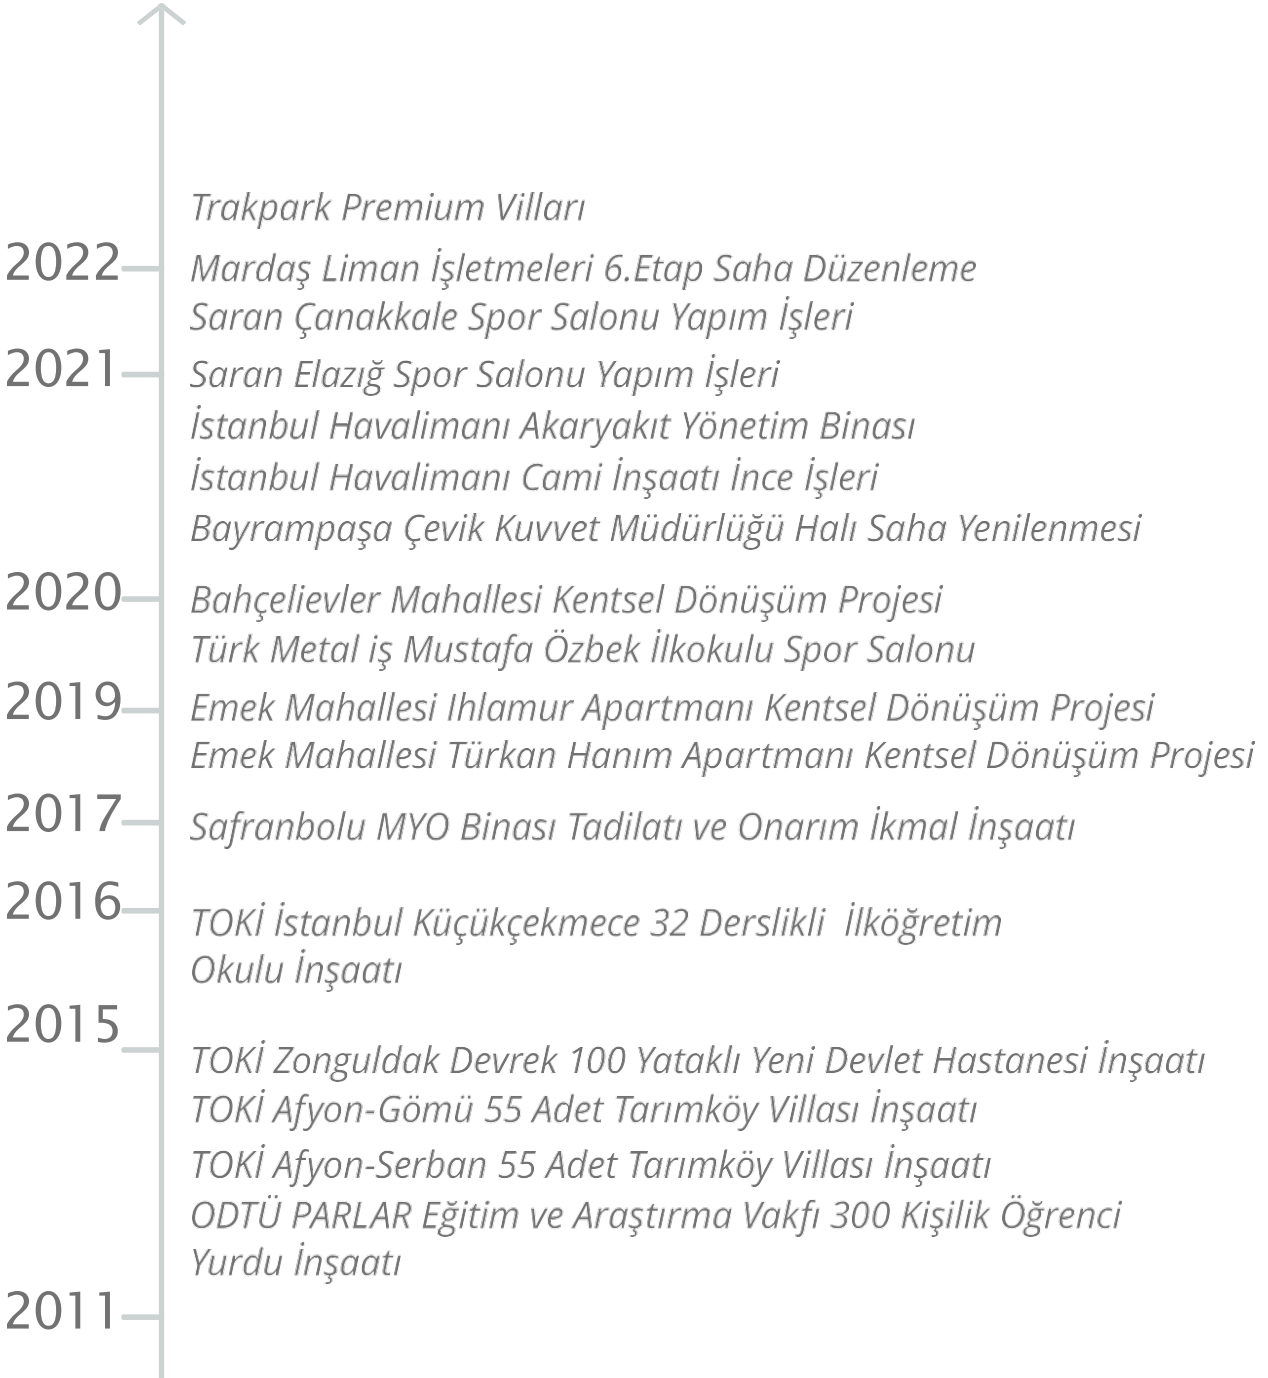 Trakpark Premium Vilları
2022
Mardaş Liman İşletmeleri 6.Etap Saha Düzenleme
Saran Çanakkale Spor Salonu Yapım İşleri
2021
Saran Elazığ Spor Salonu Yapım İşleri
İstanbul Havalimanı Akaryakıt Yönetim Binası
İstanbul Havalimanı Cami İnşaatı İnce İşleri
Bayrampaşa Çevik Kuvvet Müdürlüğü Halı Saha Yenilenmesi
2020
Bahçelievler Mahallesi Kentsel Dönüşüm Projesi
Türk Metal iş Mustafa Özbek İlkokulu Spor Salonu
2019
Emek Mahallesi Ihlamur Apartmanı Kentsel Dönüşüm Projesi
Emek Mahallesi Türkan Hanım Apartmanı Kentsel Dönüşüm Projesi
2017
Safranbolu MYO Binası Tadilatı ve Onarım İkmal İnşaatı
2016
TOKİ İstanbul Küçükçekmece 32 Derslikli  İlköğretim
Okulu İnşaatı
2015
TOKİ Zonguldak Devrek 100 Yataklı Yeni Devlet Hastanesi İnşaatı
TOKİ Afyon-Gömü 55 Adet Tarımköy Villası İnşaatı
TOKİ Afyon-Serban 55 Adet Tarımköy Villası İnşaatı
ODTÜ PARLAR Eğitim ve Araştırma Vakfı 300 Kişilik Öğrenci
Yurdu İnşaatı
2011